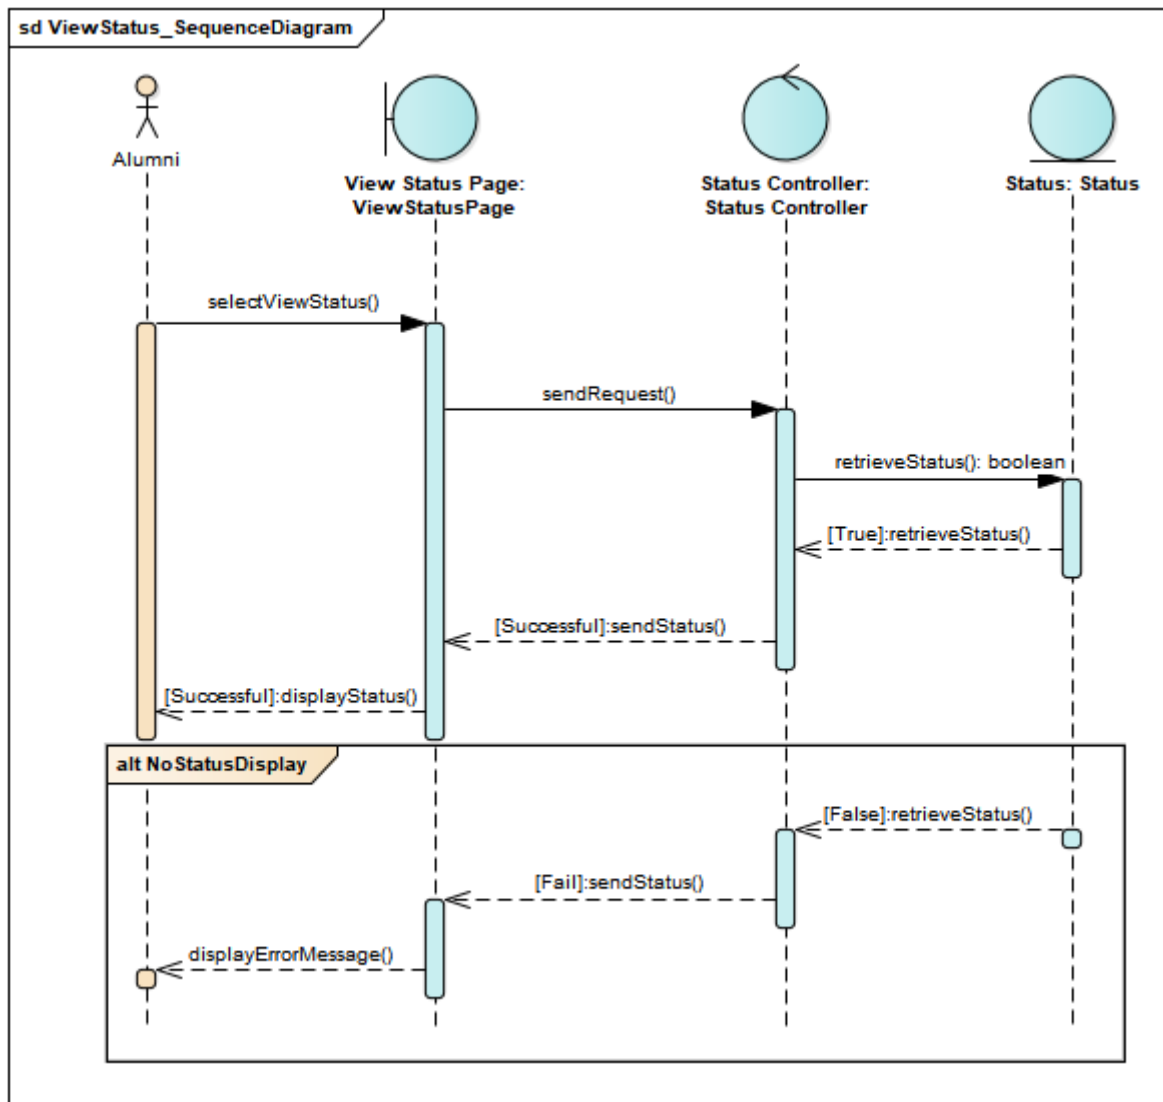 sd ViewStatus_SequenceDiagram
Alumni
View Status Page:
ViewStatusPage
Status Controller:
Status Controller
Status: Status
selectViewStatus()
sendRequest()
retrieveStatus(): boolean
[True]:retrieveStatus()
[Successful]:sendStatus()
[Successful]:displayStatus()
alt NoStatusDisplay
[False]:retrieveStatus()
[Fail]:sendStatus()
displayErrorMessage()